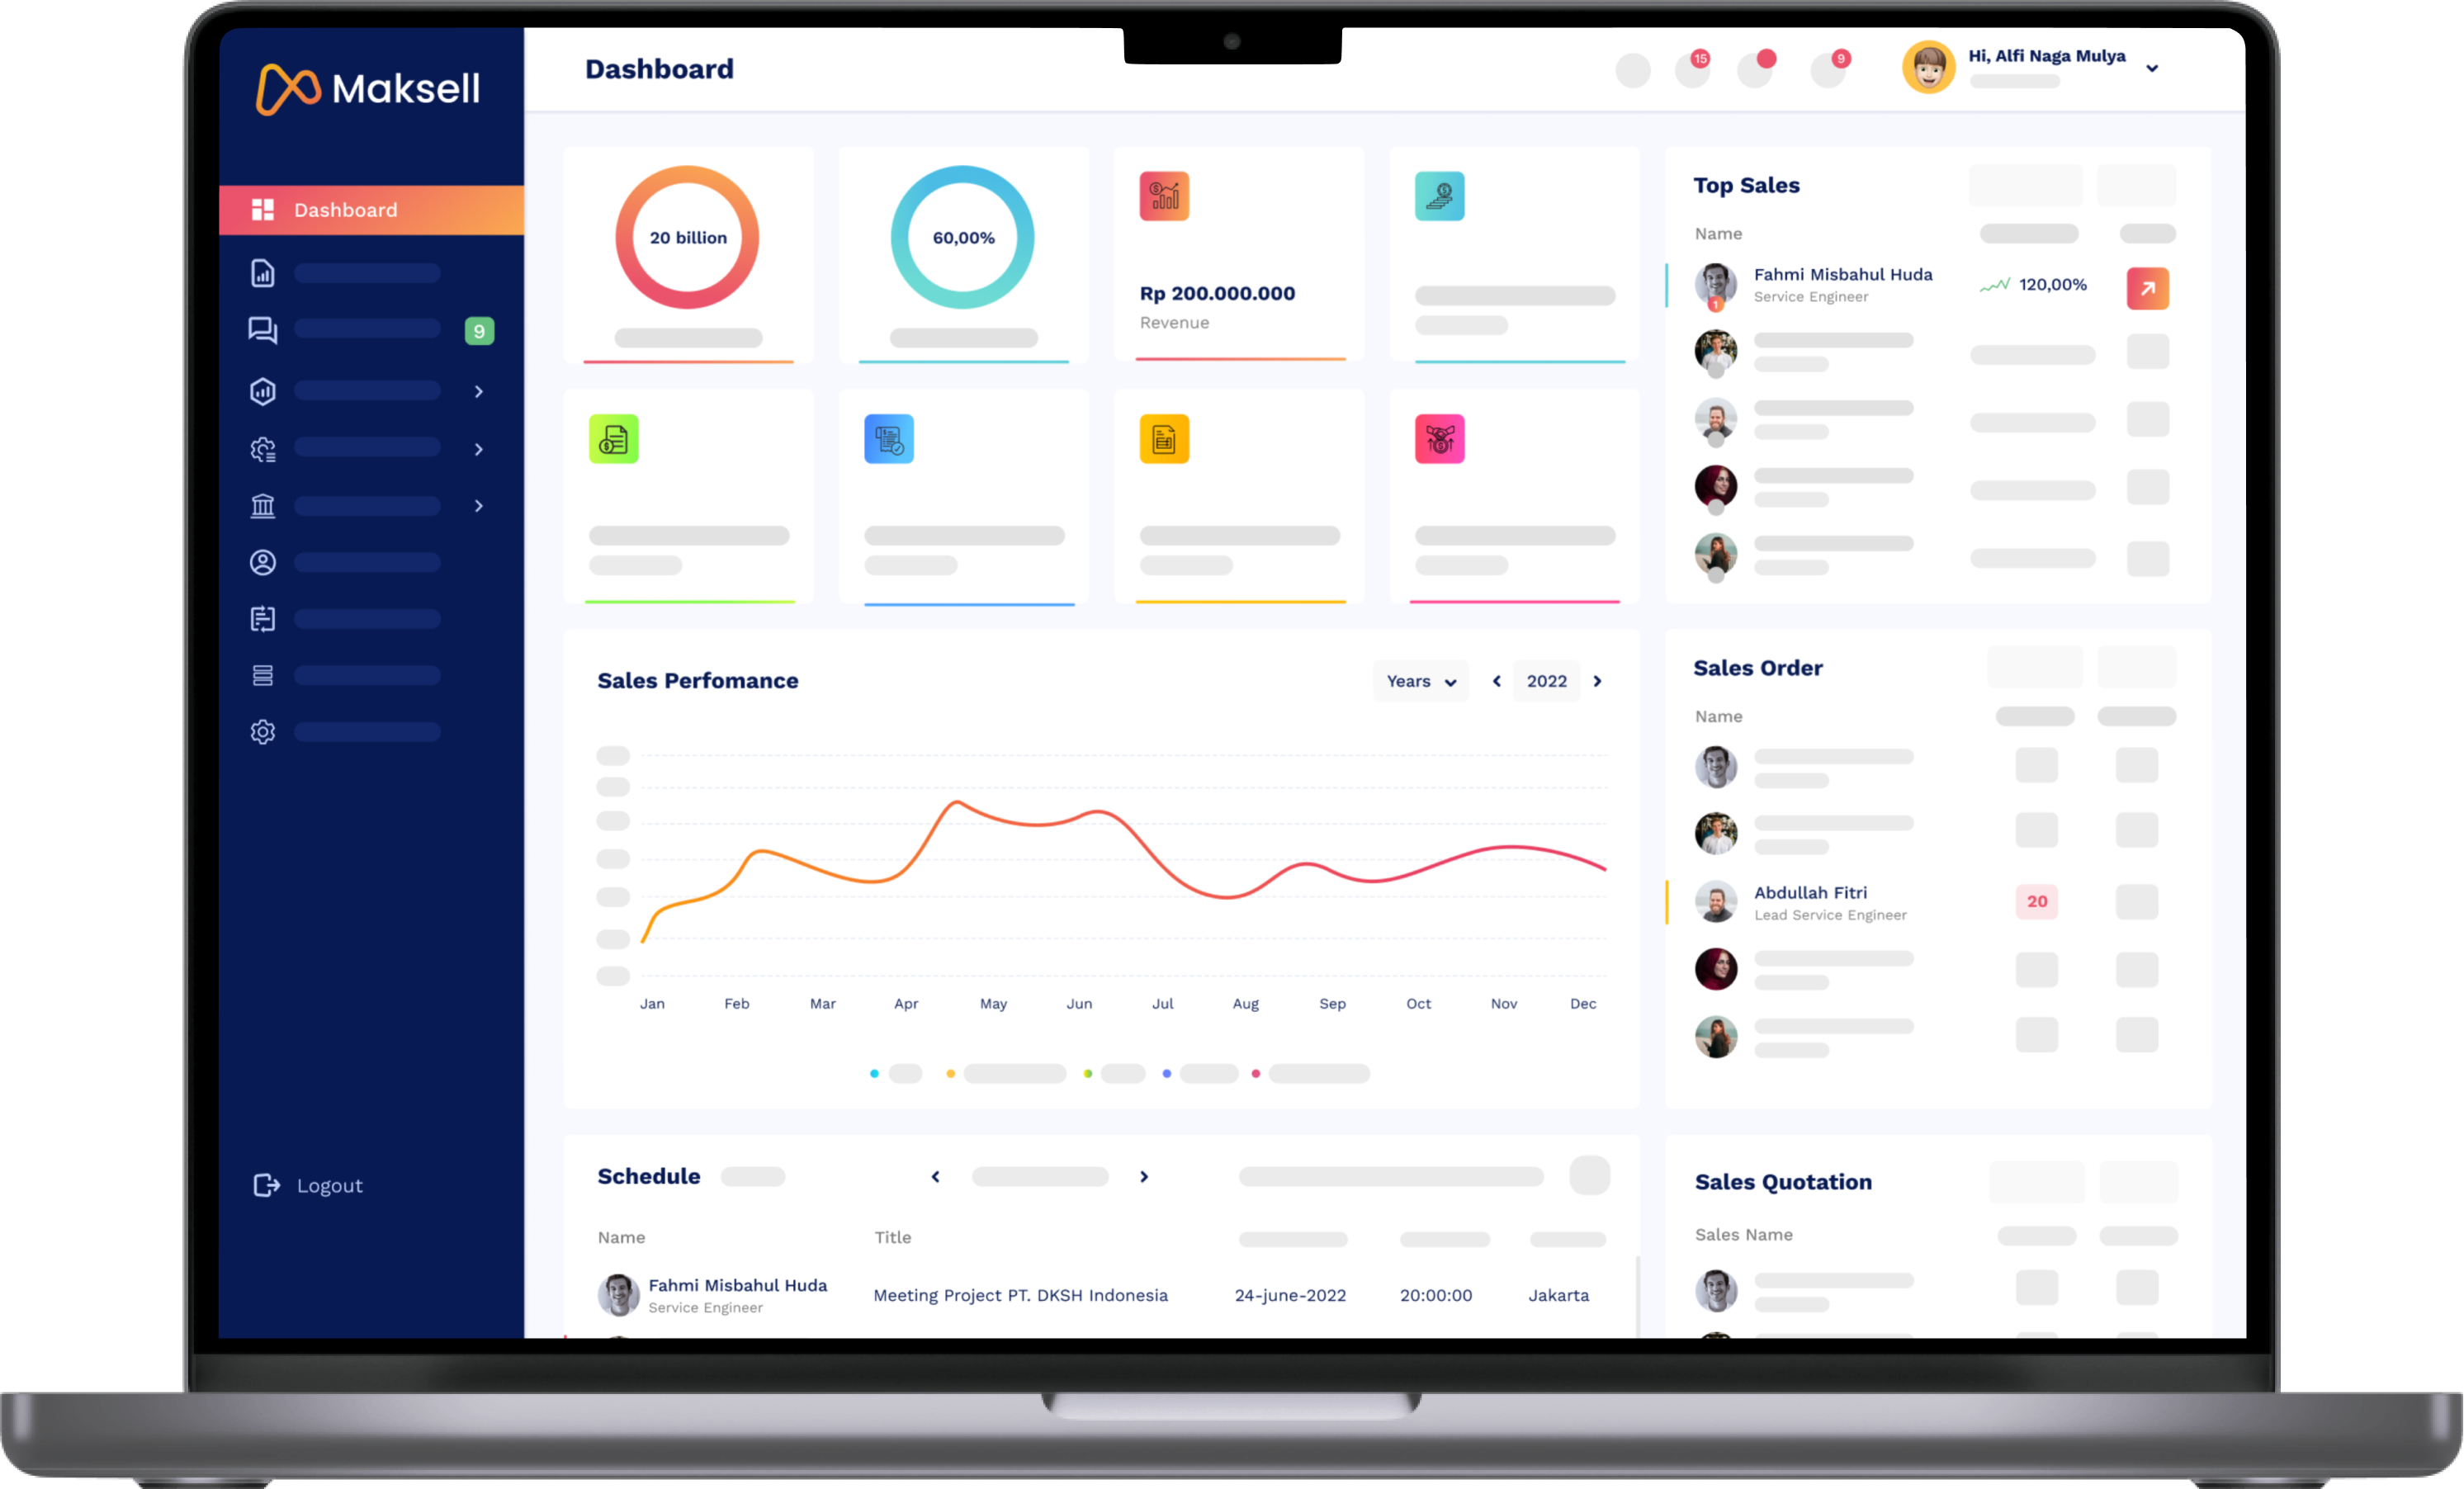 Maksell
Dashboard
9
Logout
Dashboard
15
9
Hi, Alfi Naga Mulya
20 billion
60,00%
Rp 200.000.000
Revenue
Top Sales
Name
Fahmi Misbahul Huda
Service Engineer
1
120,00%
Sales Perfomance
Years
2022
Jan Feb Mar Apr May Jun Jul Aug Sep Oct Nov Dec
Sales Order
Name
Abdullah Fitri
Lead Service Engineer
20
Schedule
Name Title
Fahmi Misbahul Huda
Service Engineer
Meeting Project PT. DKSH Indonesia 24-june-2022 20:00:00 Jakarta
Sales Quotation
Sales Name